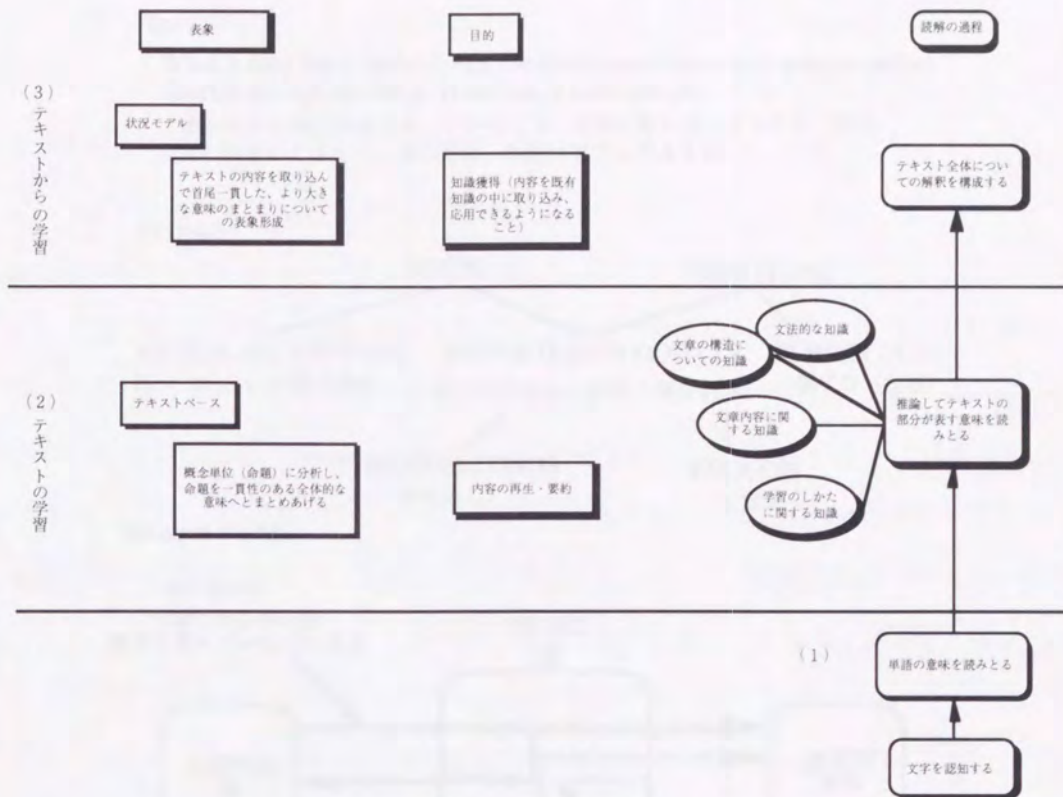 表象
目的
読解の過程
(3)
テキストからの学習
状況モデル
テキストの内容を取り込ん
で首尾一貫した、より大き
な意味のまとまりについて
の表象形成
知識獲得（内容を既有
知識の中に取り込み、
応用できるようになる
こと）
テキスト全体につい
ての解釈を構成する
(2)
テキストの学習
テキストベース
概念単位（命題）に分析し、
命題を一貫性のある全体的な
意味へとまとめあげる
内容の再生・要約
文法的な知識
文章の構造に
ついての知識
文章内容に関
する知識
学習のしかた
に関する知識
推論してテキストの
部分が表す意味を読
みとる
(1)
単語の意味を読みとる
文字を認知する